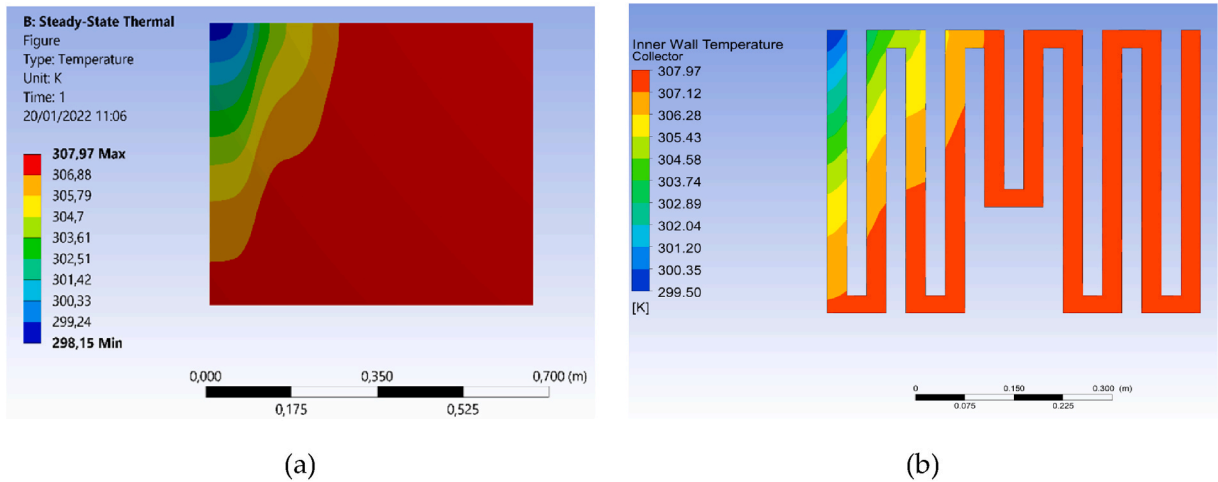 B: Steady-State Thermal
Figure
Type: Temperature
Unit: K
Time: 1
20/01/2022 11:06
307,97 Max
306,88
305,79
304,7
303,61
302,51
301,42
300,33
299,24
298,15 Min
0,000 0,350 0,700 (m)
0,175 0,525
(a)
Inner Wall Temperature
Collector
307.97
307.12
306.28
305.43
304.58
303.74
302.89
302.04
301.20
300.35
299.50
[K]
0 0.150 0.300 (m)
0.075 0.225
(b)